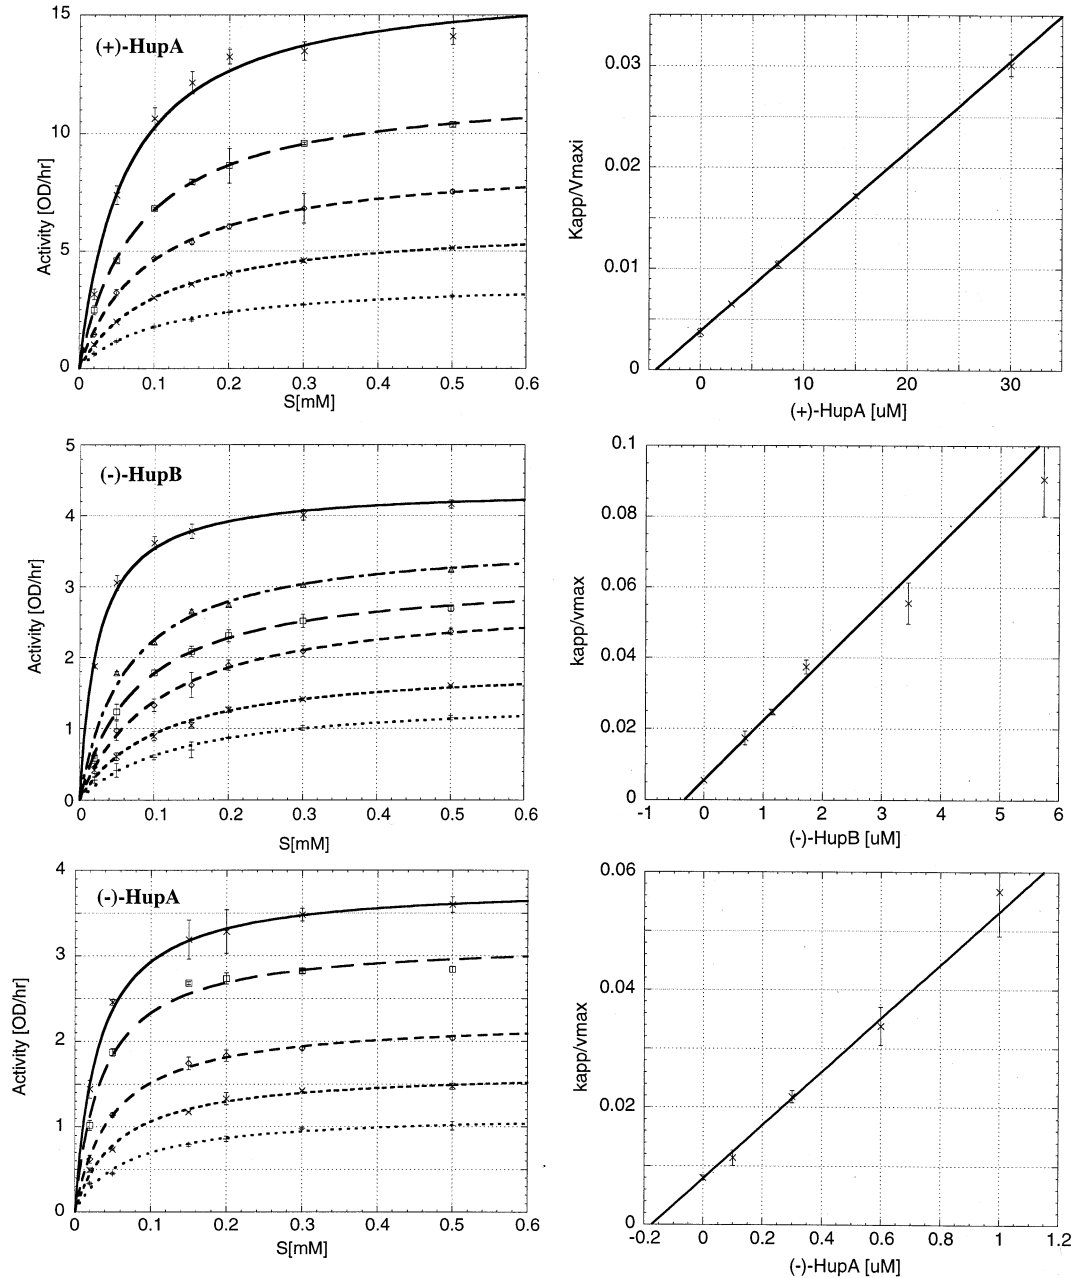 15
(+)-HupA
10
5
0
Activity [OD/hr]
0 0.1 0.2 0.3 0.4 0.5 0.6
S[mM]
0.03
0.02
0.01
0
Kapp/Vmaxi
0 10 20 30
(+)-HupA [uM]
5
(-)-HupB
4
3
2
1
0
Activity [OD/hr]
0 0.1 0.2 0.3 0.4 0.5 0.6
S[mM]
0.1
0.08
0.06
0.04
0.02
0
kapp/vmax
-1 0 1 2 3 4 5 6
(-)-HupB [uM]
4
(-)-HupA
3
2
1
0
Activity [OD/hr]
0 0.1 0.2 0.3 0.4 0.5 0.6
S[mM]
0.06
0.04
0.02
0
kapp/vmax
-0.2 0 0.2 0.4 0.6 0.8 1 1.2
(-)-HupA [uM]